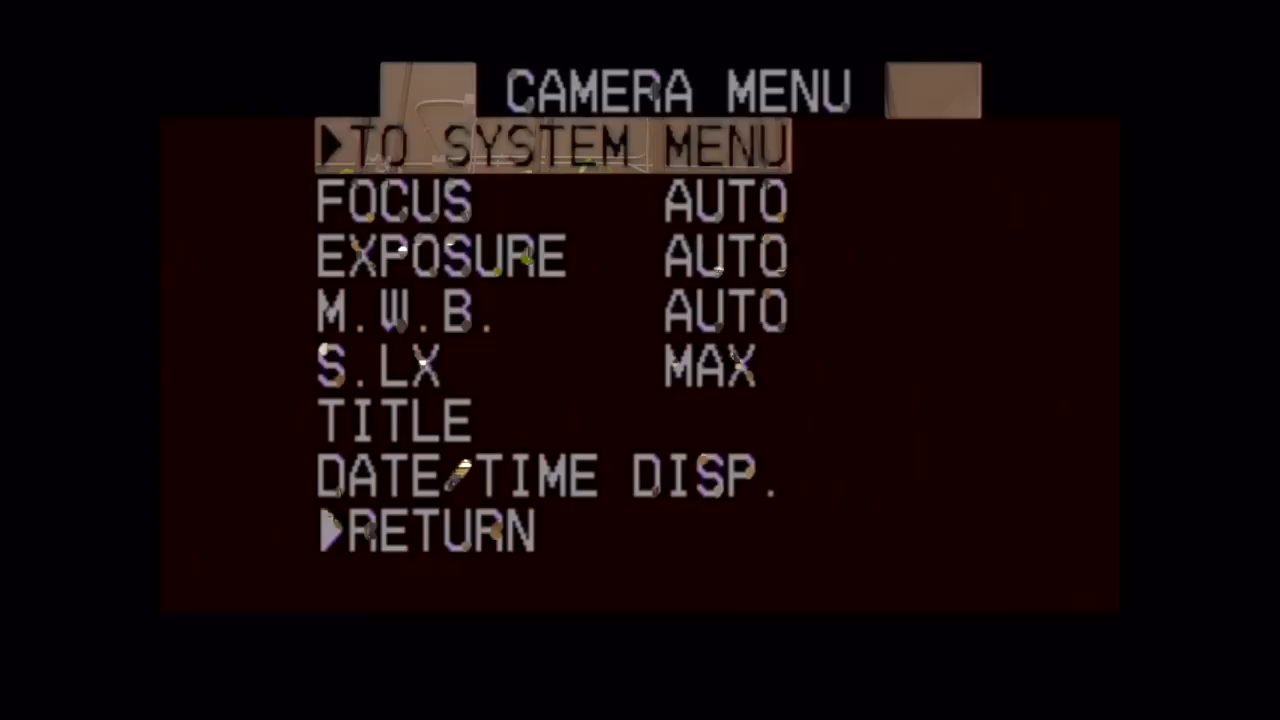 CAMERA MENU
▶TO SYSTEM MENU
FOCUS AUTO
EXPOSURE AUTO
M.W.B. AUTO
S.LX MAX
TITLE
DATE/TIME DISP.
▶RETURN